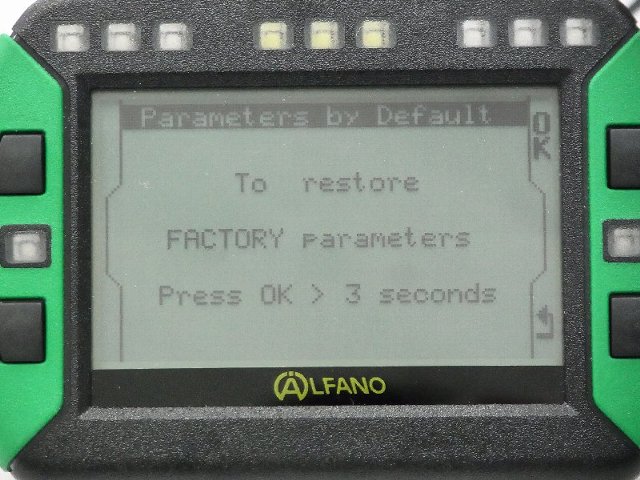 Parameters by Default
OK
To restore
FACTORY parameters
Press OK > 3 seconds
ALFANO